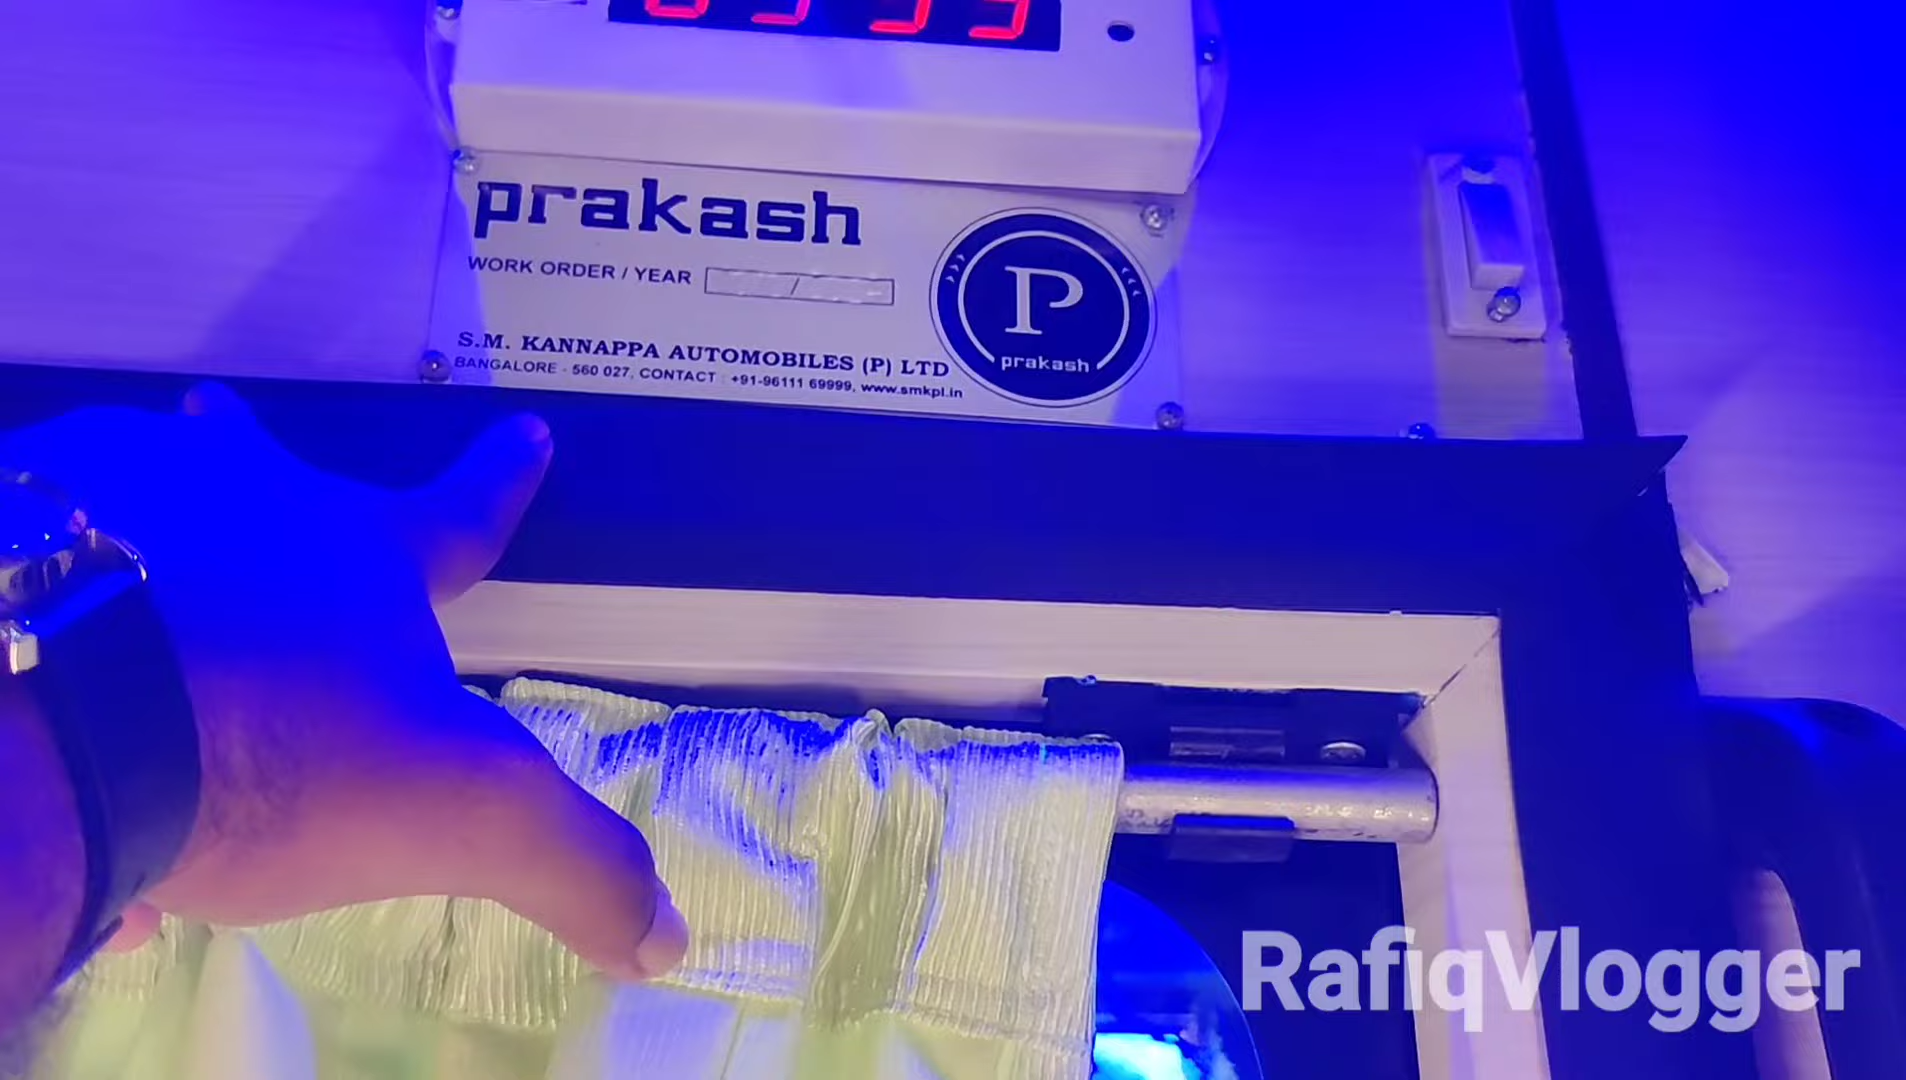 prakash
WORK ORDER / YEAR
/
S.M. KANNAPPA AUTOMOBILES (P) LTD
BANGALORE - 560 027, CONTACT : +91-96111 69999, www.smkpl.in
P
prakash
RafiqVlogger